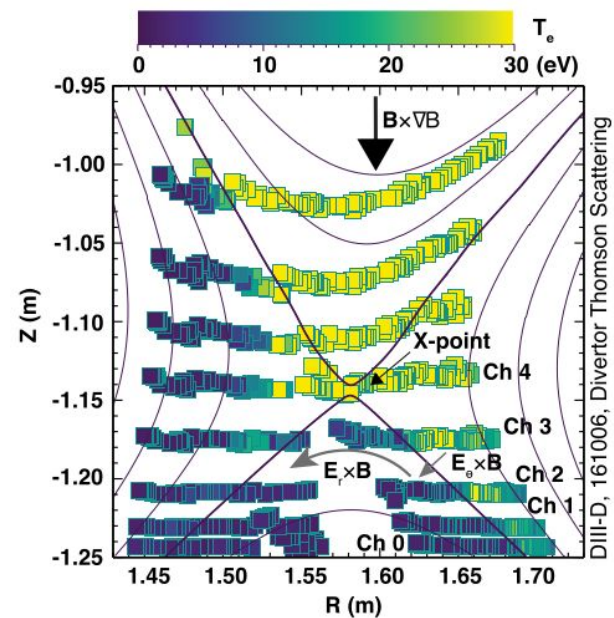 T_e
0 10 20 30 (eV)
-0.95
-1.00
-1.05
-1.10
-1.15
-1.20
-1.25
Z (m)
B×∇B
X-point
Ch 4
Ch 3
Ch 2
Ch 1
Ch 0
E_r×B
E_θ×B
1.45 1.50 1.55 1.60 1.65 1.70
R (m)
DIII-D, 161006, Divertor Thomson Scattering